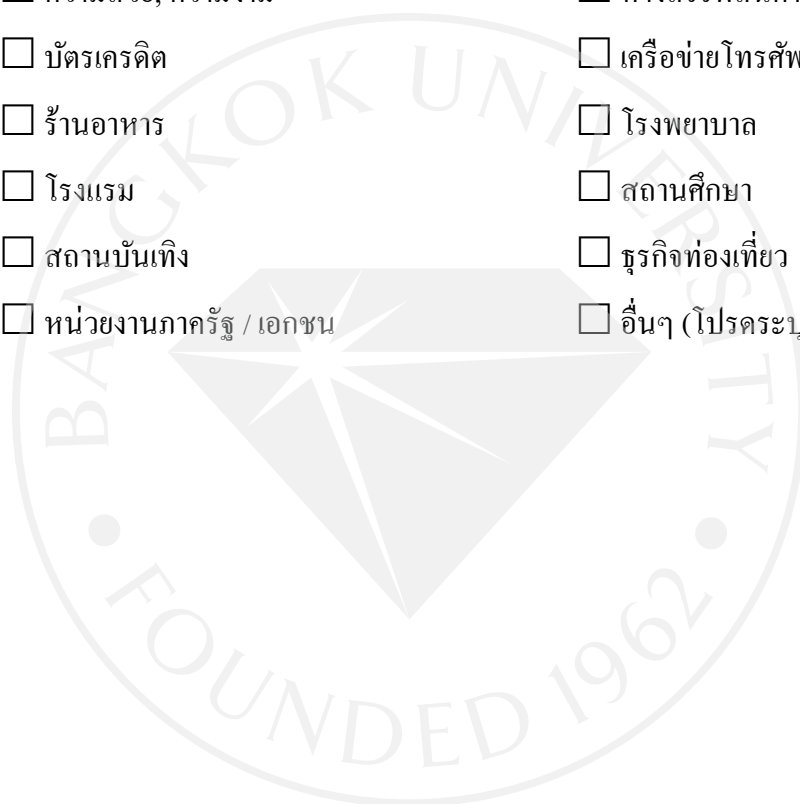 ☐ บัตรเครดิต ☐ เครือข่ายโทรศัพ
☐ ร้านอาหาร ☐ โรงพยาบาล
☐ โรงแรม ☐ สถานศึกษา
☐ สถานบันเทิง ☐ ธุรกิจท่องเที่ยว
☐ หน่วยงานภาครัฐ / เอกชน ☐ อื่นๆ (โปรดระบุ
BANGKOK UNIVERSITY
FOUNDED 1962